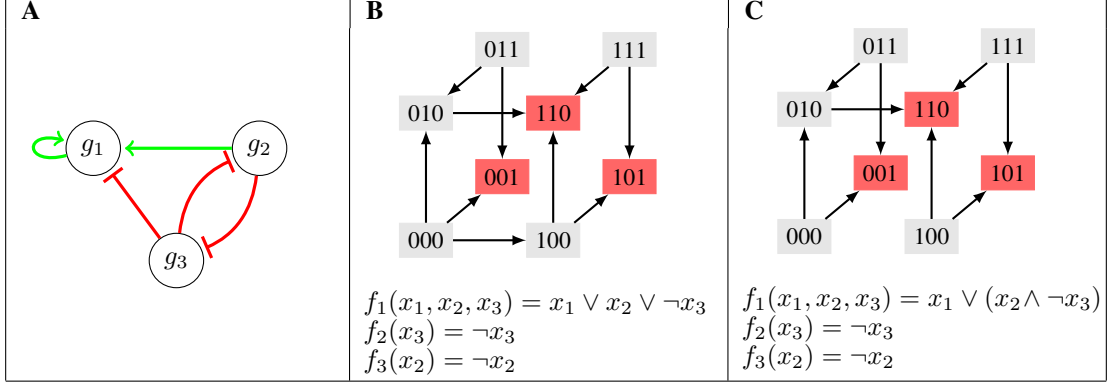 A
g₁
g₂
g₃
B
011 111
010 110
001 101
000 100
f₁(x₁, x₂, x₃) = x₁ ∨ x₂ ∨ ¬x₃
f₂(x₃) = ¬x₃
f₃(x₂) = ¬x₂
C
011 111
010 110
001 101
000 100
f₁(x₁, x₂, x₃) = x₁ ∨ (x₂∧ ¬x₃)
f₂(x₃) = ¬x₃
f₃(x₂) = ¬x₂